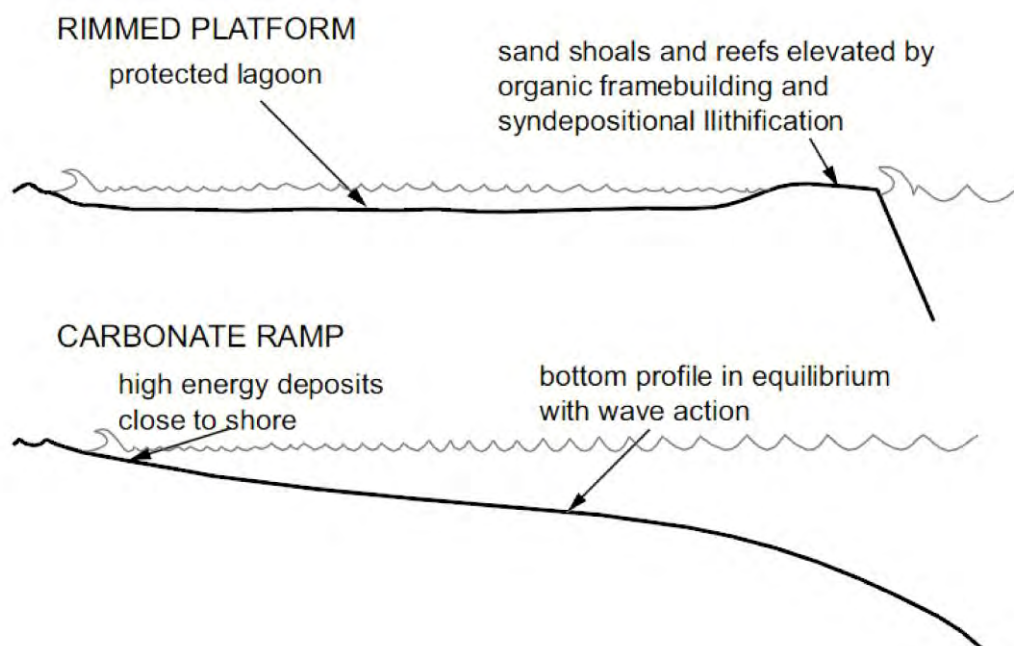 RIMMED PLATFORM
protected lagoon
sand shoals and reefs elevated by
organic framebuilding and
syndepositional llithification
CARBONATE RAMP
high energy deposits
close to shore
bottom profile in equilibrium
with wave action